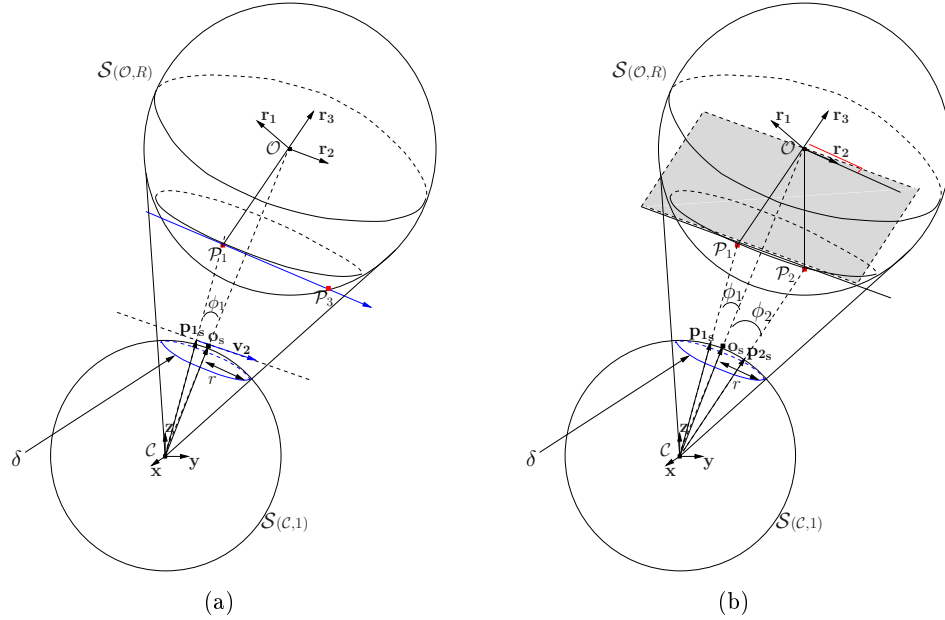 S(O,R)
r₁
r₃
O
r₂
P₁
P₃
ϕ₁
p₁ₛ
oₛ
v₂
r
δ
z
C
x
y
S(C,1)
(a)
S(O,R)
r₁
r₃
O
r₂
P₁
P₂
ϕ₁
ϕ₂
p₁ₛ
oₛ
p₂ₛ
r
δ
z
C
x
y
S(C,1)
(b)